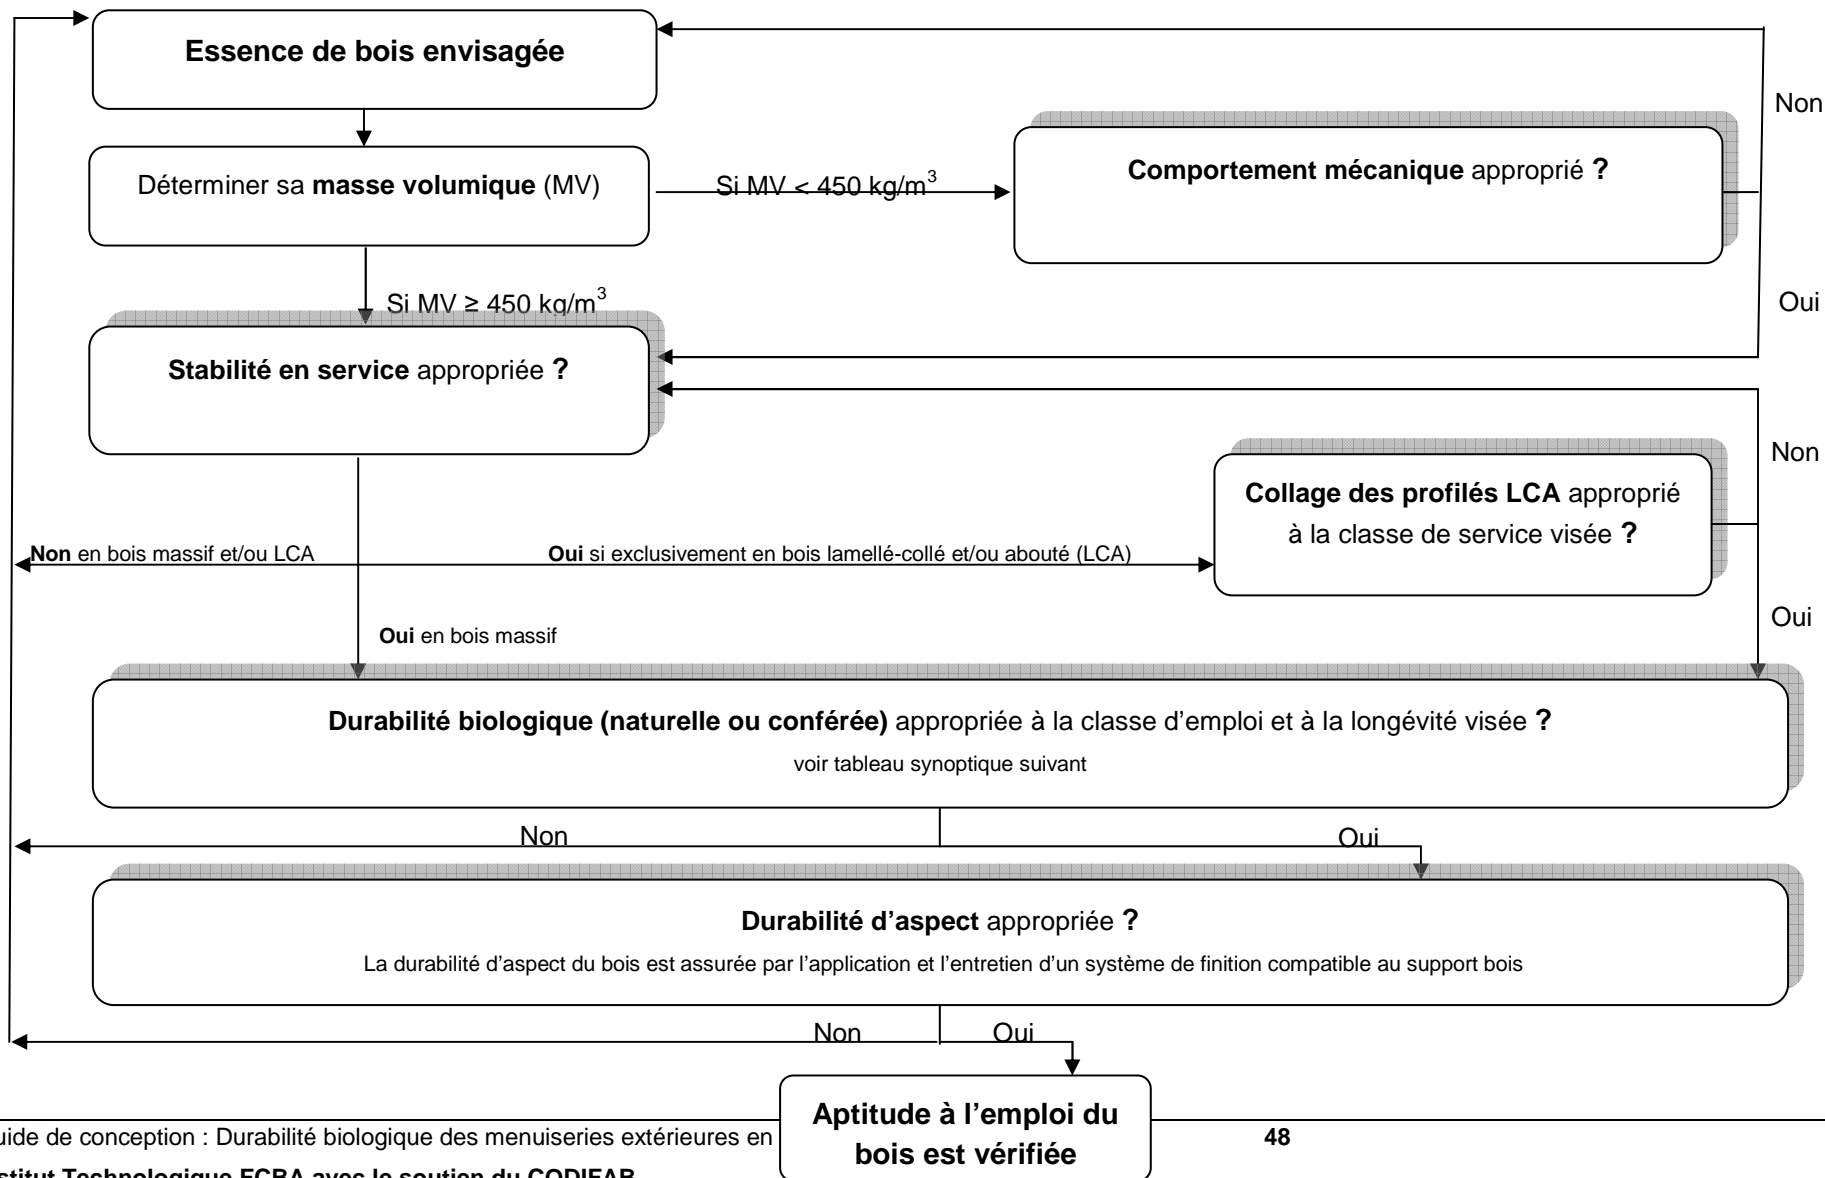 Essence de bois envisagée
Non
Déterminer sa masse volumique (MV)
Si MV < 450 kg/m³
Comportement mécanique approprié ?
Si MV ≥ 450 kg/m³
Oui
Stabilité en service appropriée ?
Non
Collage des profilés LCA approprié
à la classe de service visée ?
Non en bois massif et/ou LCA
Oui si exclusivement en bois lamellé-collé et/ou abouté (LCA)
Oui
Oui en bois massif
Durabilité biologique (naturelle ou conférée) appropriée à la classe d'emploi et à la longévité visée ?
voir tableau synoptique suivant
Non
Oui
Durabilité d'aspect appropriée ?
La durabilité d'aspect du bois est assurée par l'application et l'entretien d'un système de finition compatible au support bois
Non
Oui
Aptitude à l'emploi du
bois est vérifiée
uide de conception : Durabilité biologique des menuiseries extérieures en
48
stitut Technologique FCBA avec le soutien du CODIFAB